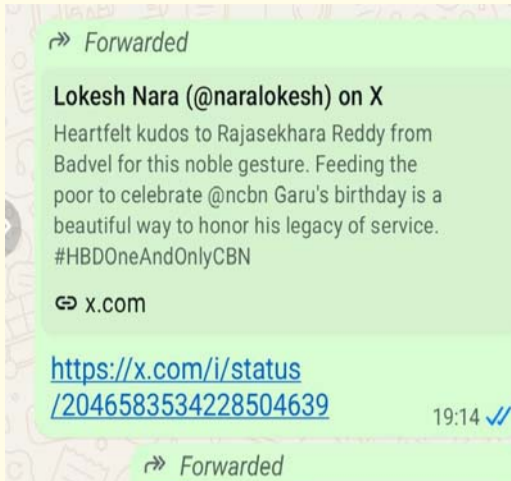 Forwarded
Lokesh Nara (@naralokesh) on X
Heartfelt kudos to Rajasekhara Reddy from
Badvel for this noble gesture. Feeding the
poor to celebrate @ncbn Garu's birthday is a
beautiful way to honor his legacy of service.
#HBDOneAndOnlyCBN
x.com
https://x.com/i/status
/2046583534228504639
19:14
Forwarded